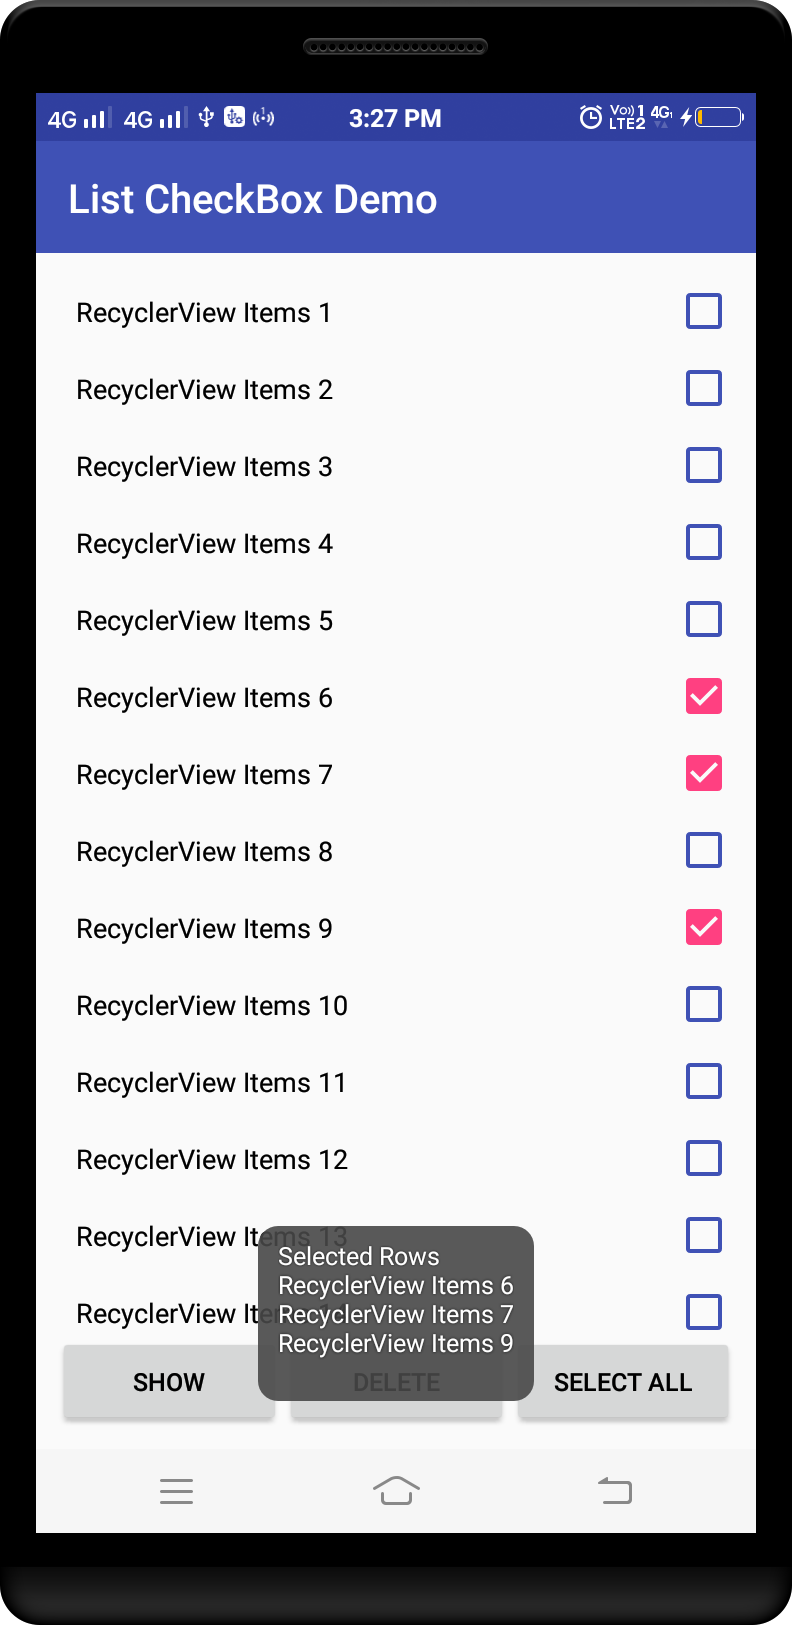 4G 4G 3:27 PM VoI) 1 LTE2 4G
List CheckBox Demo
RecyclerView Items 1
RecyclerView Items 2
RecyclerView Items 3
RecyclerView Items 4
RecyclerView Items 5
RecyclerView Items 6
RecyclerView Items 7
RecyclerView Items 8
RecyclerView Items 9
RecyclerView Items 10
RecyclerView Items 11
RecyclerView Items 12
RecyclerView Items 13
RecyclerView Items
Selected Rows
RecyclerView Items 6
RecyclerView Items 7
RecyclerView Items 9
SHOW DELETE SELECT ALL